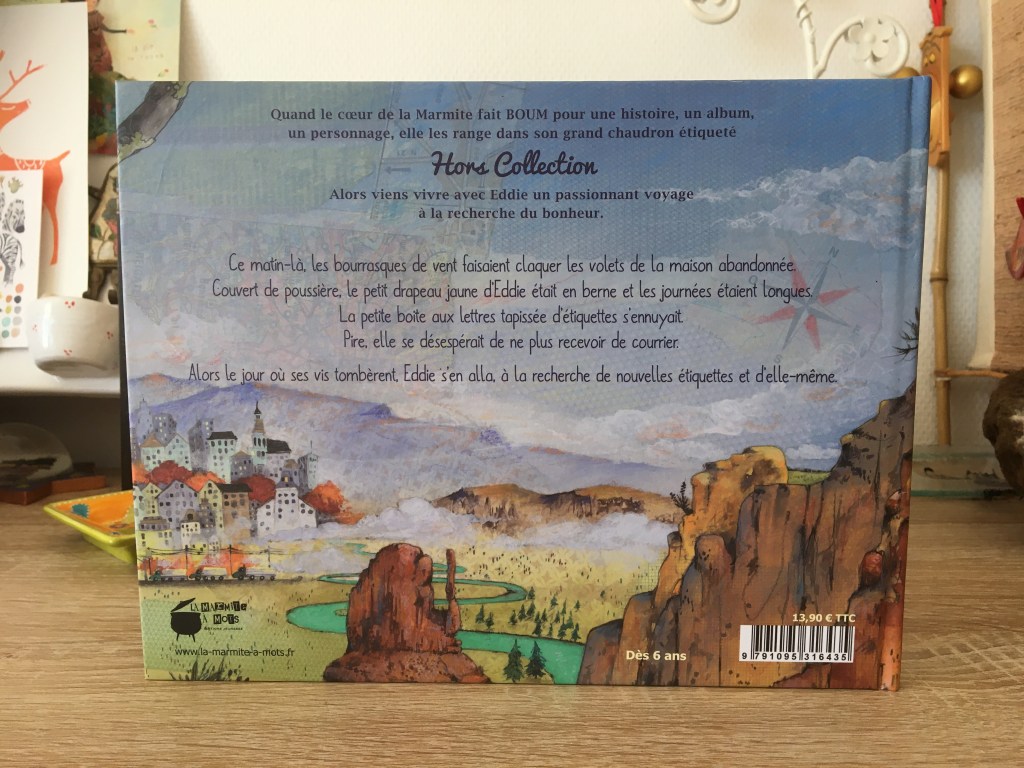 Quand le cœur de la Marmite fait BOUM pour une histoire, un album,
un personnage, elle les range dans son grand chaudron étiqueté
Hors Collection
Alors viens vivre avec Eddie un passionnant voyage
à la recherche du bonheur.
Ce matin-là, les bourrasques de vent faisaient claquer les volets de la maison abandonnée.
Couvert de poussière, le petit drapeau jaune d'Eddie était en berne et les journées étaient longues.
La petite boite aux lettres tapissée d'étiquettes s'ennuyait.
Pire, elle se désespérait de ne plus recevoir de courrier.
Alors le jour où ses vis tombèrent, Eddie s'en alla, à la recherche de nouvelles étiquettes et d'elle-même.
LA MARMITE
À MOTS
www.la-marmite-a-mots.fr
Dès 6 ans
13,90 € TTC
9 791095 316435